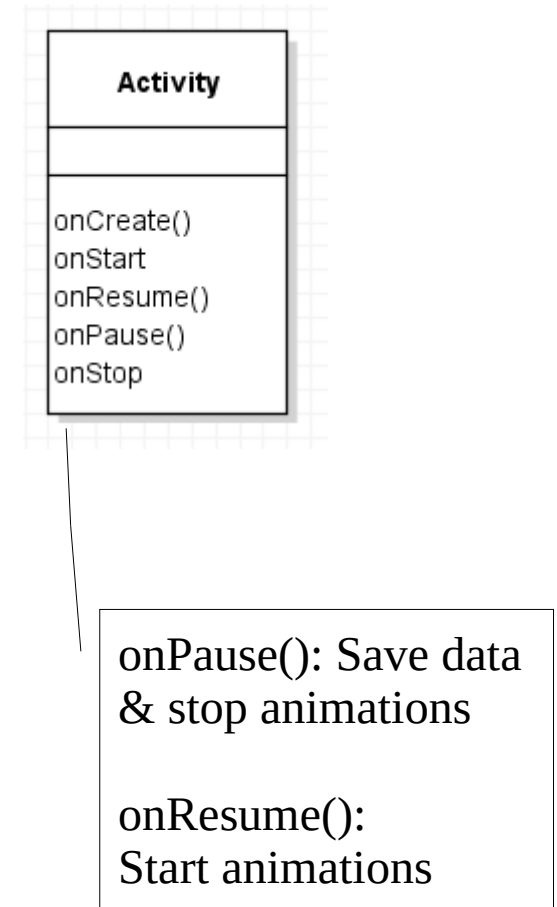 Activity
onCreate()
onStart
onResume()
onPause()
onStop
onPause(): Save data
& stop animations
onResume():
Start animations